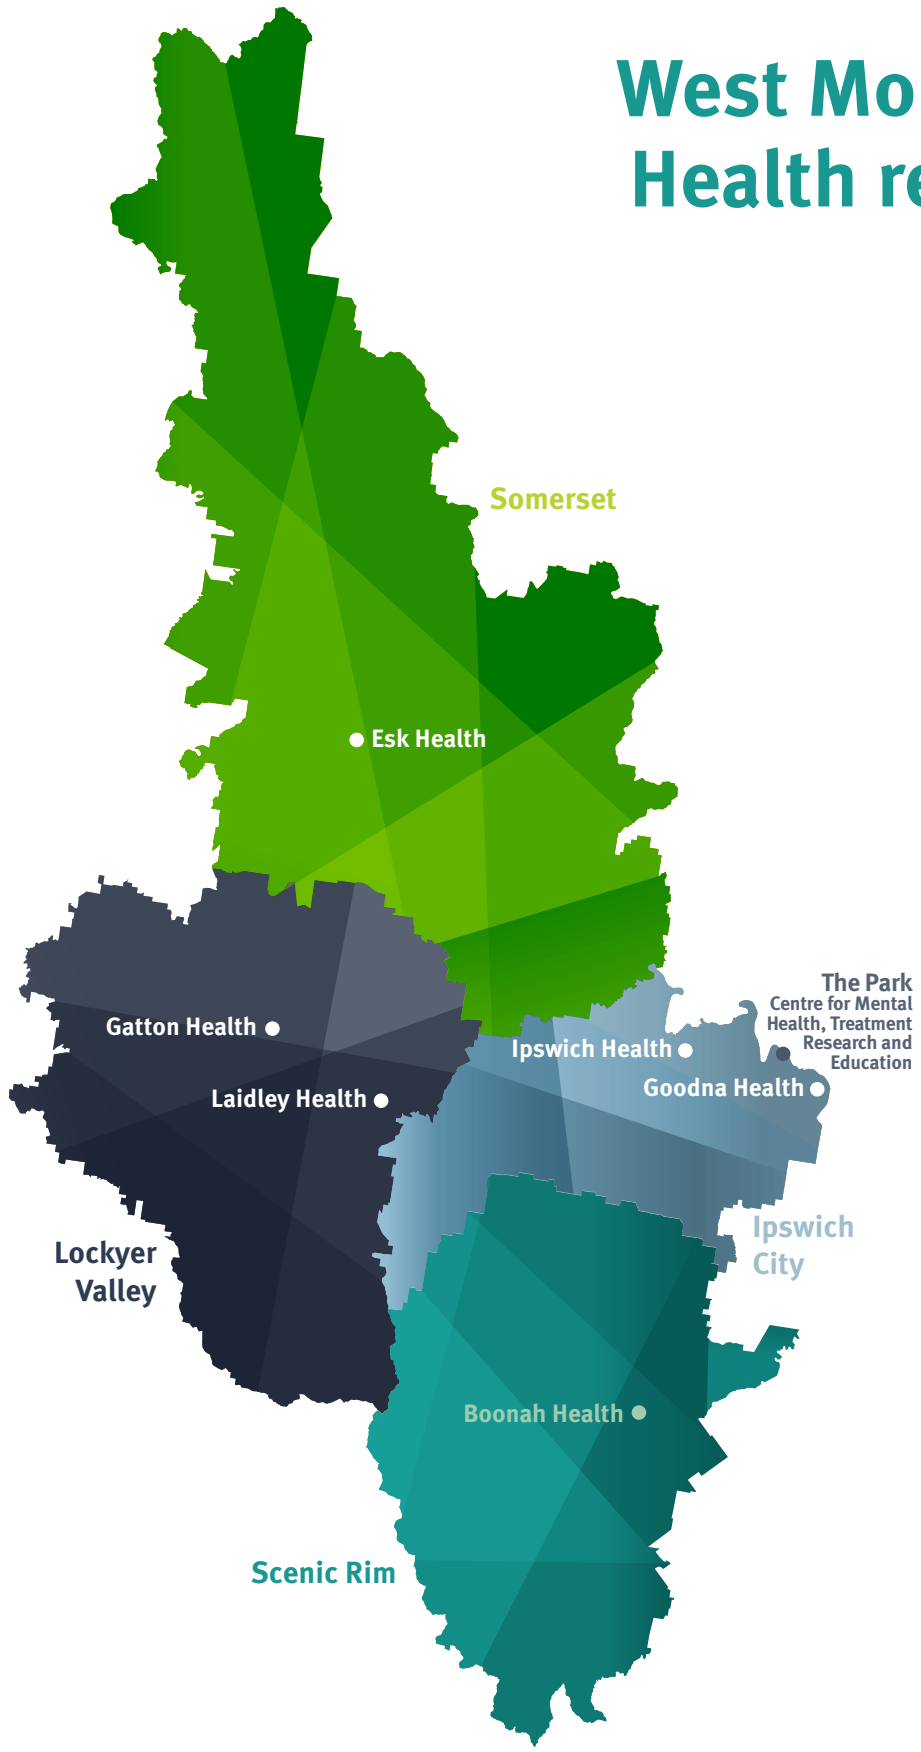 West Mo
Health re
Somerset
Esk Health
The Park
Centre for Mental
Health, Treatment
Research and
Education
Gatton Health
Ipswich Health
Goodna Health
Laidley Health
Ipswich
City
Lockyer
Valley
Boonah Health
Scenic Rim